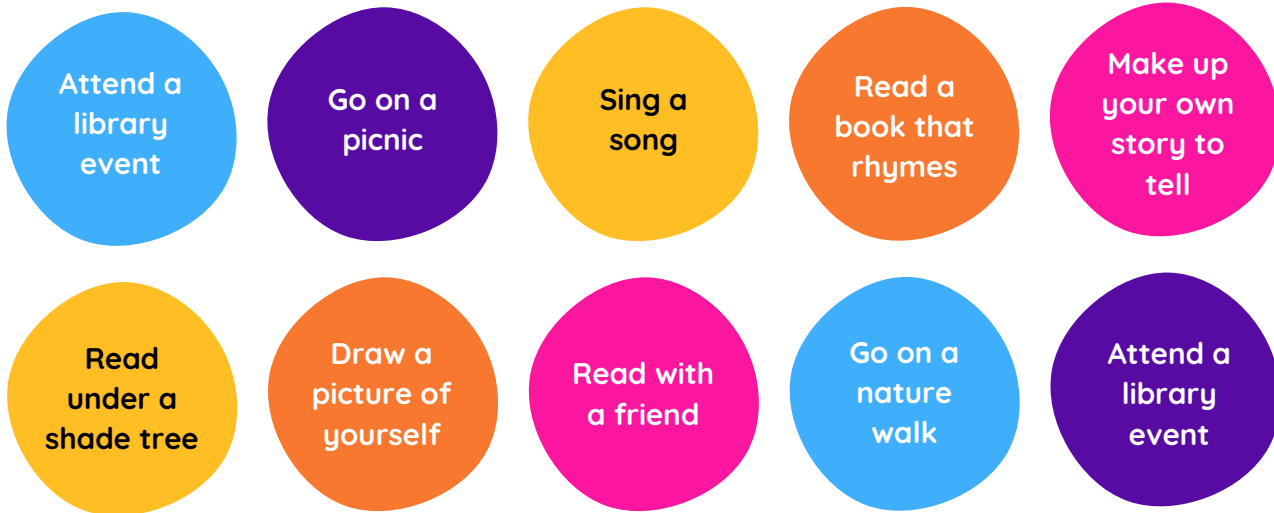 Attend a
library
event
Go on a
picnic
Sing a
song
Read a
book that
rhymes
Make up
your own
story to
tell
Read
under a
shade tree
Draw a
picture of
yourself
Read with
a friend
Go on a
nature
walk
Attend a
library
event